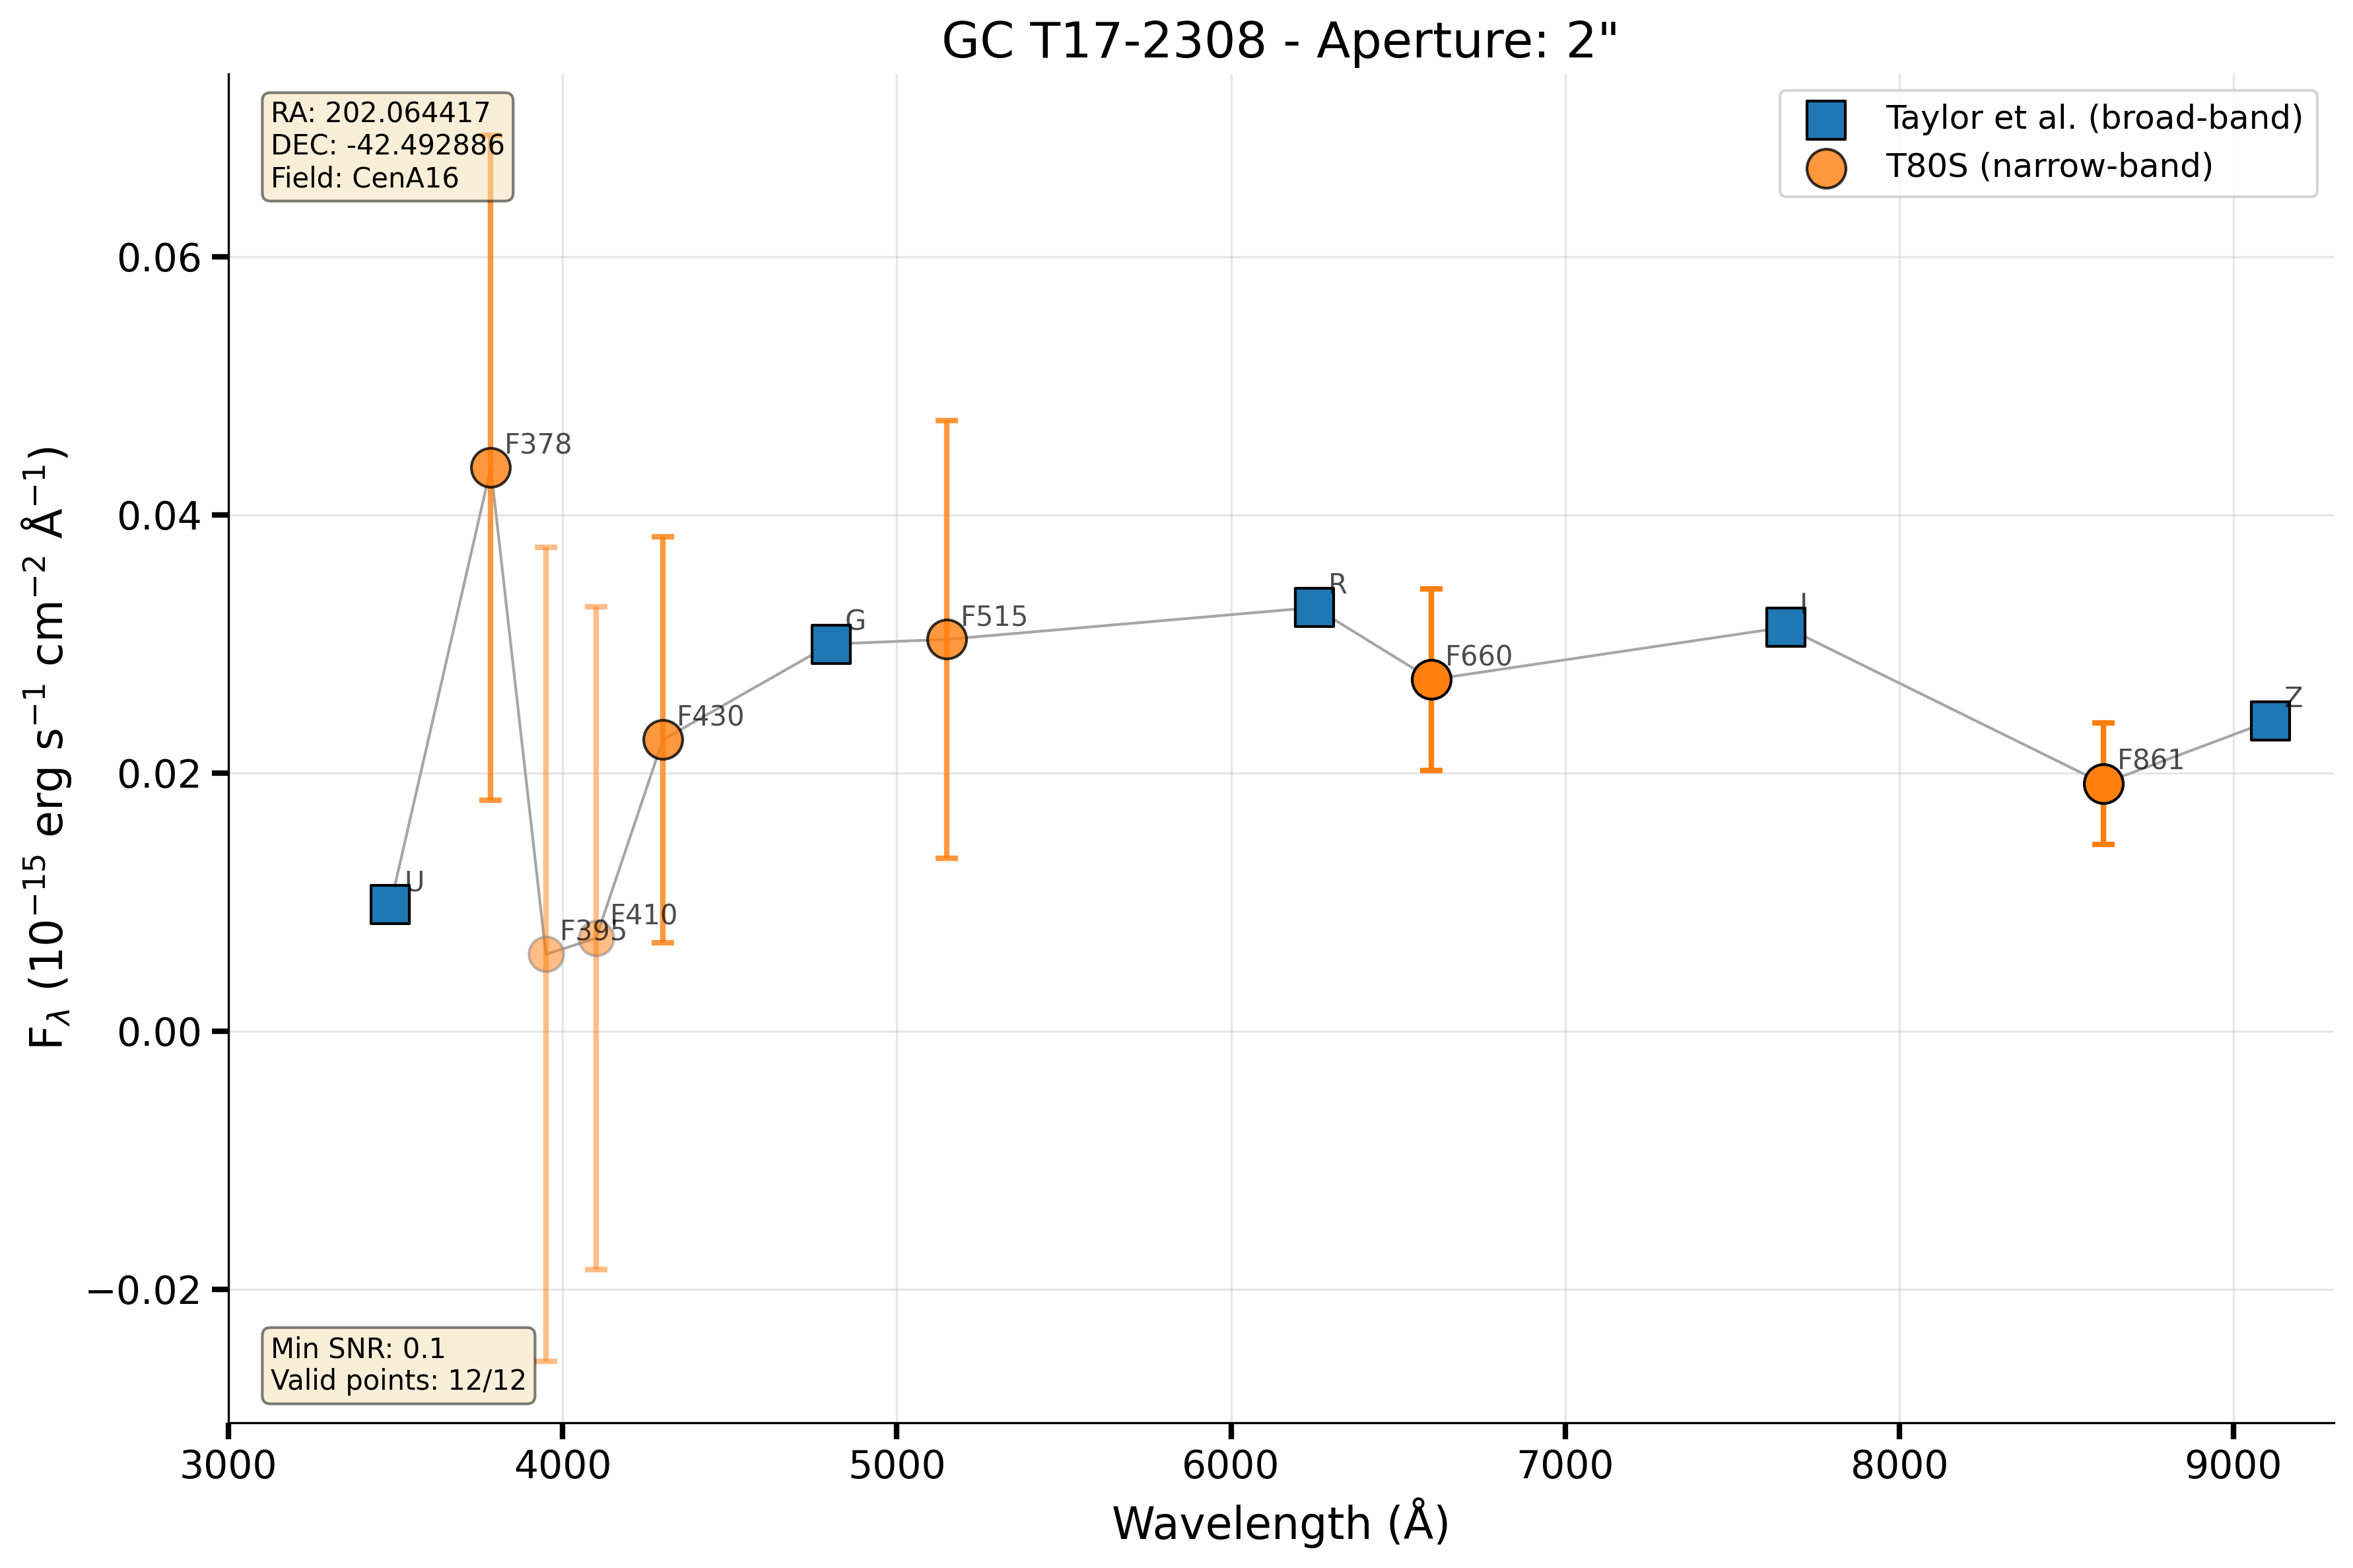 GC T17-2308 - Aperture: 2"
RA: 202.064417
DEC: -42.492886
Field: CenA16
Taylor et al. (broad-band)
T80S (narrow-band)
F_λ (10⁻¹⁵ erg s⁻¹ cm⁻² Å⁻¹)
0.06
0.04
0.02
0.00
−0.02
U
F378
F395
F410
F430
G
F515
R
F660
I
F861
Z
Min SNR: 0.1
Valid points: 12/12
3000
4000
5000
6000
7000
8000
9000
Wavelength (Å)